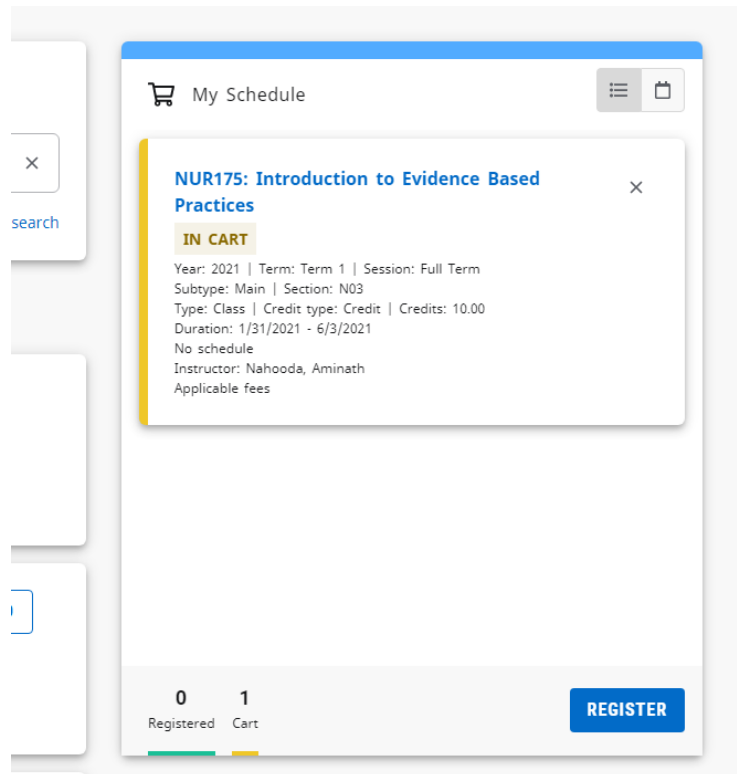 My Schedule
search
NUR175: Introduction to Evidence Based
Practices
IN CART
Year: 2021 | Term: Term 1 | Session: Full Term
Subtype: Main | Section: N03
Type: Class | Credit type: Credit | Credits: 10.00
Duration: 1/31/2021 - 6/3/2021
No schedule
Instructor: Nahooda, Aminath
Applicable fees
0 1
Registered Cart
REGISTER